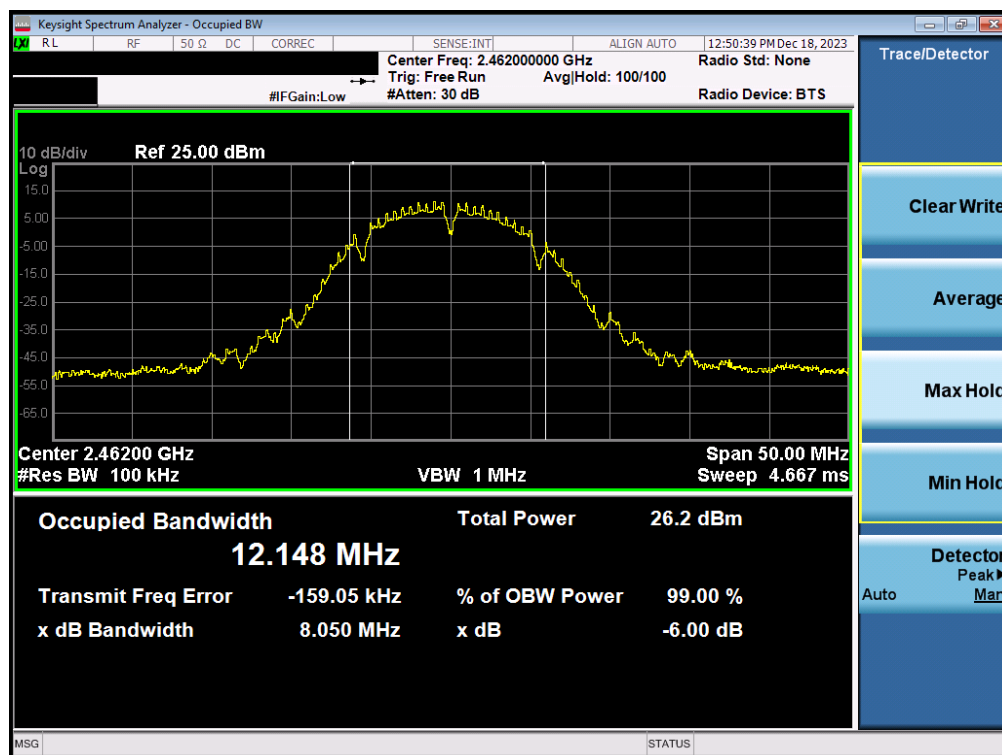 Keysight Spectrum Analyzer - Occupied BW
LXI RL RF 50 Ω DC CORREC SENSE:INT ALIGN AUTO 12:50:39 PM Dec 18, 2023
Center Freq: 2.462000000 GHz Radio Std: None
Trig: Free Run Avg|Hold: 100/100
#IFGain:Low #Atten: 30 dB Radio Device: BTS
10 dB/div Ref 25.00 dBm
Log
15.0
5.00
-5.00
-15.0
-25.0
-35.0
-45.0
-55.0
-65.0
Center 2.46200 GHz Span 50.00 MHz
#Res BW 100 kHz VBW 1 MHz Sweep 4.667 ms
Occupied Bandwidth Total Power 26.2 dBm
12.148 MHz
Transmit Freq Error -159.05 kHz % of OBW Power 99.00 %
x dB Bandwidth 8.050 MHz x dB -6.00 dB
MSG STATUS
Trace/Detector
Clear Write
Average
Max Hold
Min Hold
Detector
Peak▶
Auto Man